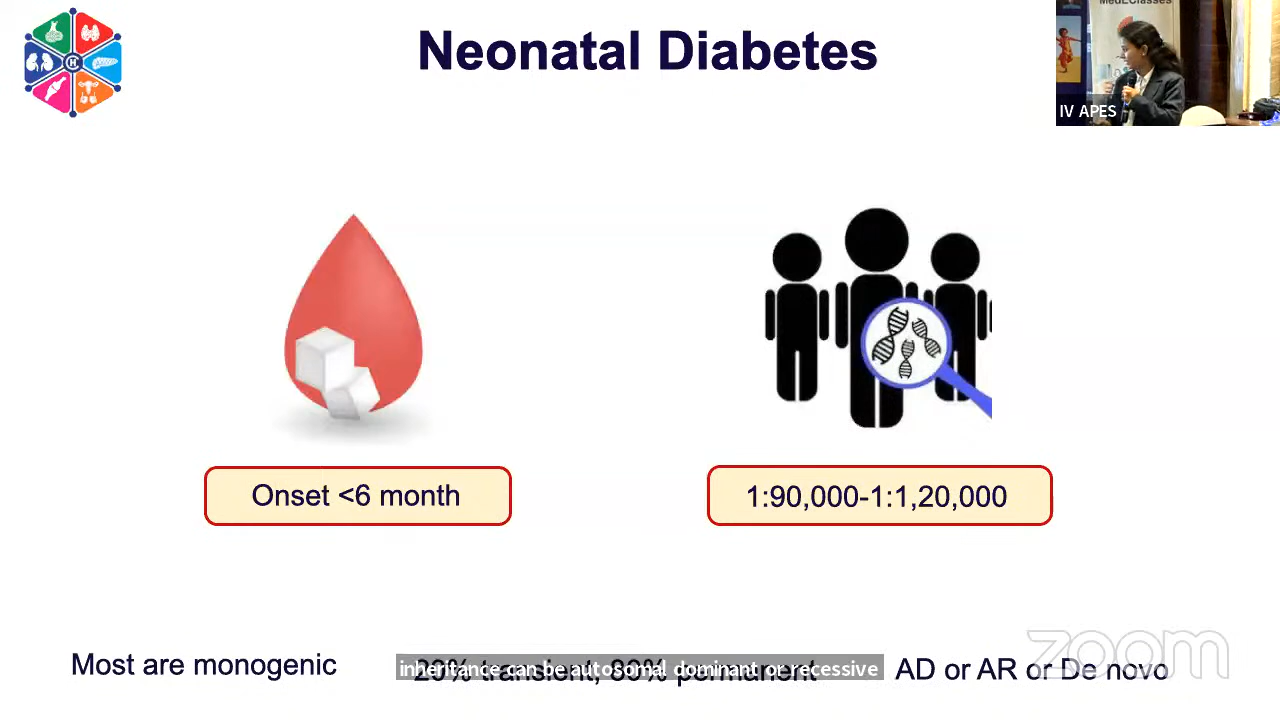 MedEClasses
Neonatal Diabetes
IV APES
H
Onset <6 month
1:90,000-1:1,20,000
Most are monogenic
inheritance can be autosomal dominant or recessive
AD or AR or De novo
zoom